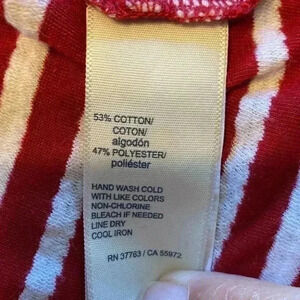 53% COTTON/
COTON/
algodón
47% POLYESTER/
poliéster
HAND WASH COLD
WITH LIKE COLORS
NON-CHLORINE
BLEACH IF NEEDED
LINE DRY
COOL IRON
RN 37763 / CA 55972